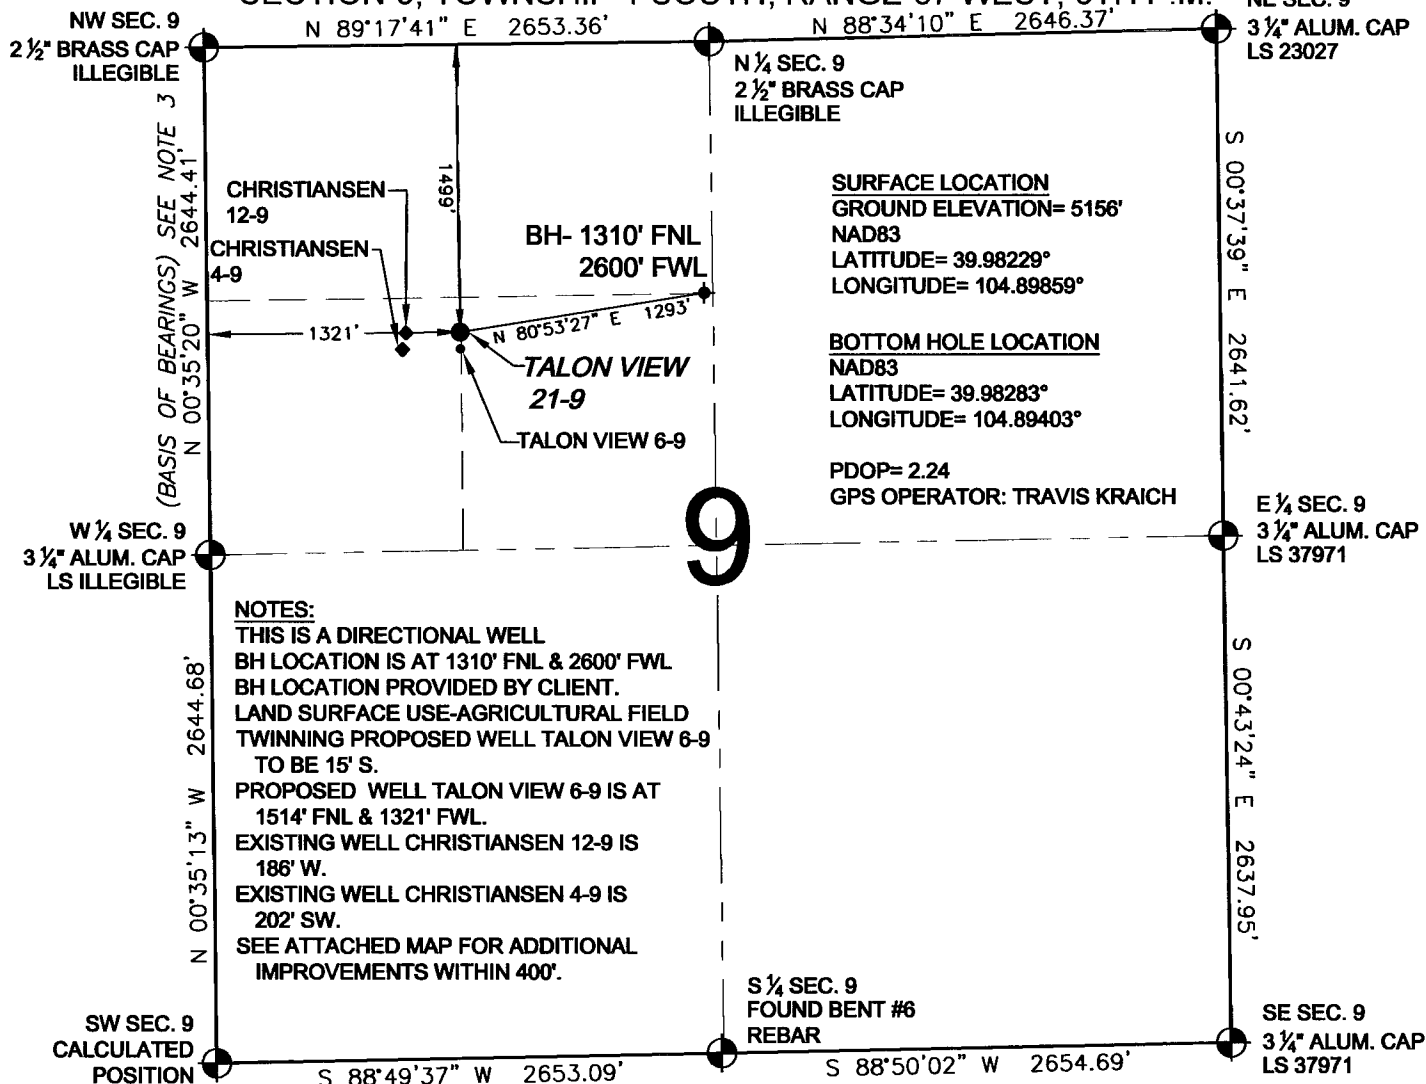 NW SEC. 9
2 ½" BRASS CAP
ILLEGIBLE
N 89°17'41" E 2653.36'
N 88°34'10" E 2646.37'
3 ¼" ALUM. CAP
LS 23027
N ¼ SEC. 9
2 ½" BRASS CAP
ILLEGIBLE
(BASIS OF BEARINGS) SEE NOTE 3
N 00°35'20" W 2644.41'
CHRISTIANSEN
12-9
CHRISTIANSEN
4-9
1499'
BH- 1310' FNL
2600' FWL
1321'
N 80°53'27" E 1293'
TALON VIEW
21-9
TALON VIEW 6-9
SURFACE LOCATION
GROUND ELEVATION= 5156'
NAD83
LATITUDE= 39.98229°
LONGITUDE= 104.89859°
BOTTOM HOLE LOCATION
NAD83
LATITUDE= 39.98283°
LONGITUDE= 104.89403°
PDOP= 2.24
GPS OPERATOR: TRAVIS KRAICH
S 00°37'39" E 2641.62'
9
W ¼ SEC. 9
3 ¼" ALUM. CAP
LS ILLEGIBLE
E ¼ SEC. 9
3 ¼" ALUM. CAP
LS 37971
NOTES:
THIS IS A DIRECTIONAL WELL
BH LOCATION IS AT 1310' FNL & 2600' FWL
BH LOCATION PROVIDED BY CLIENT.
LAND SURFACE USE-AGRICULTURAL FIELD
TWINNING PROPOSED WELL TALON VIEW 6-9
TO BE 15' S.
PROPOSED WELL TALON VIEW 6-9 IS AT
1514' FNL & 1321' FWL.
EXISTING WELL CHRISTIANSEN 12-9 IS
186' W.
EXISTING WELL CHRISTIANSEN 4-9 IS
202' SW.
SEE ATTACHED MAP FOR ADDITIONAL
IMPROVEMENTS WITHIN 400'.
N 00°35'13" W 2644.68'
S 00°43'24" E 2637.95'
SW SEC. 9
CALCULATED
POSITION
S ¼ SEC. 9
FOUND BENT #6
REBAR
SE SEC. 9
3 ¼" ALUM. CAP
LS 37971
S 88°49'37" W 2653.09'
S 88°50'02" W 2654.69'